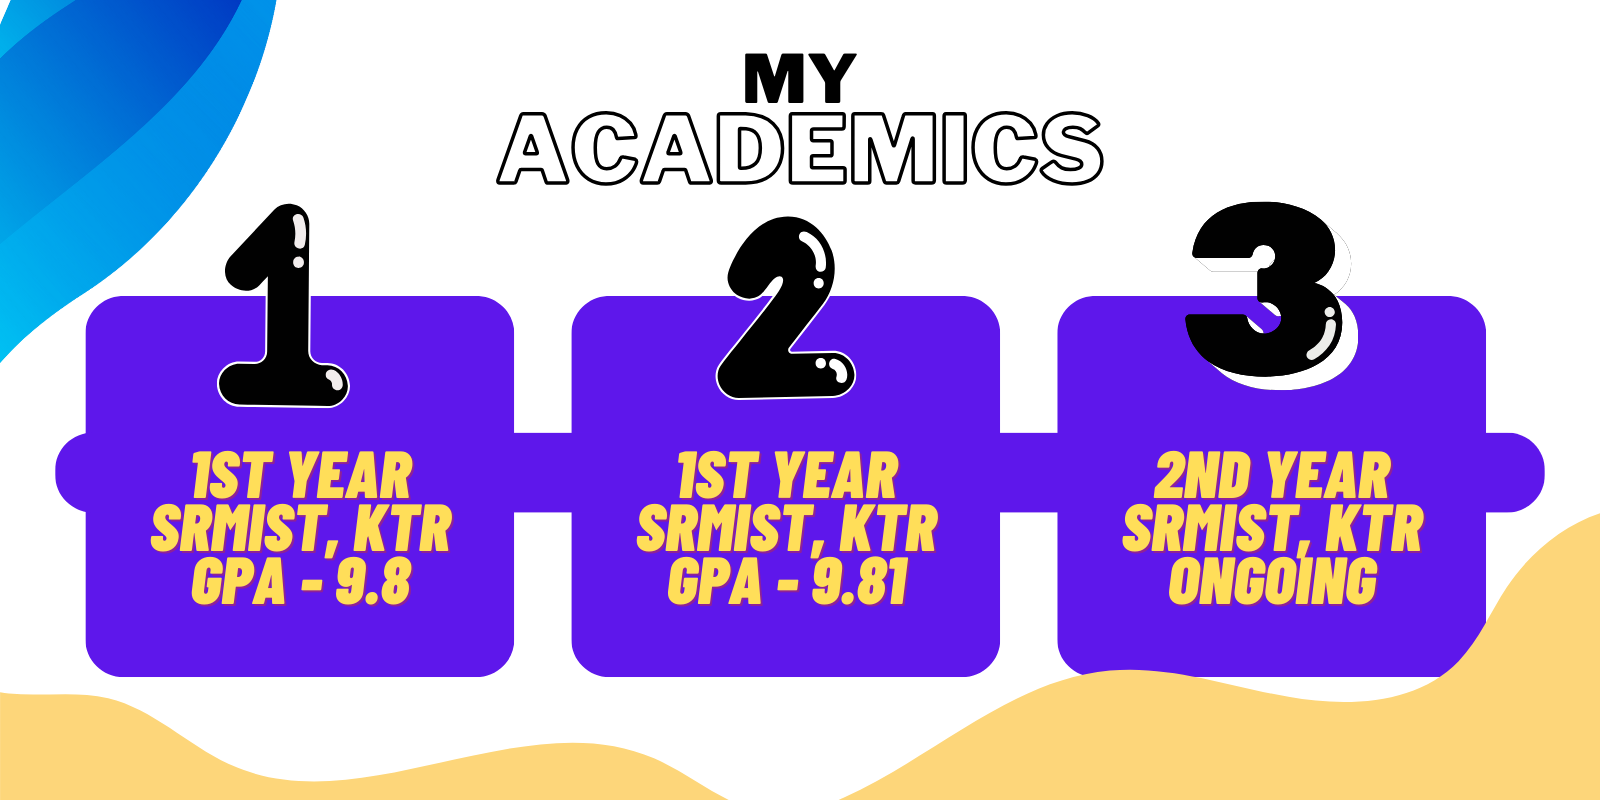 MY
ACADEMICS
1
1ST YEAR
SRMIST, KTR
GPA - 9.8
2
1ST YEAR
SRMIST, KTR
GPA - 9.81
3
2ND YEAR
SRMIST, KTR
ONGOING